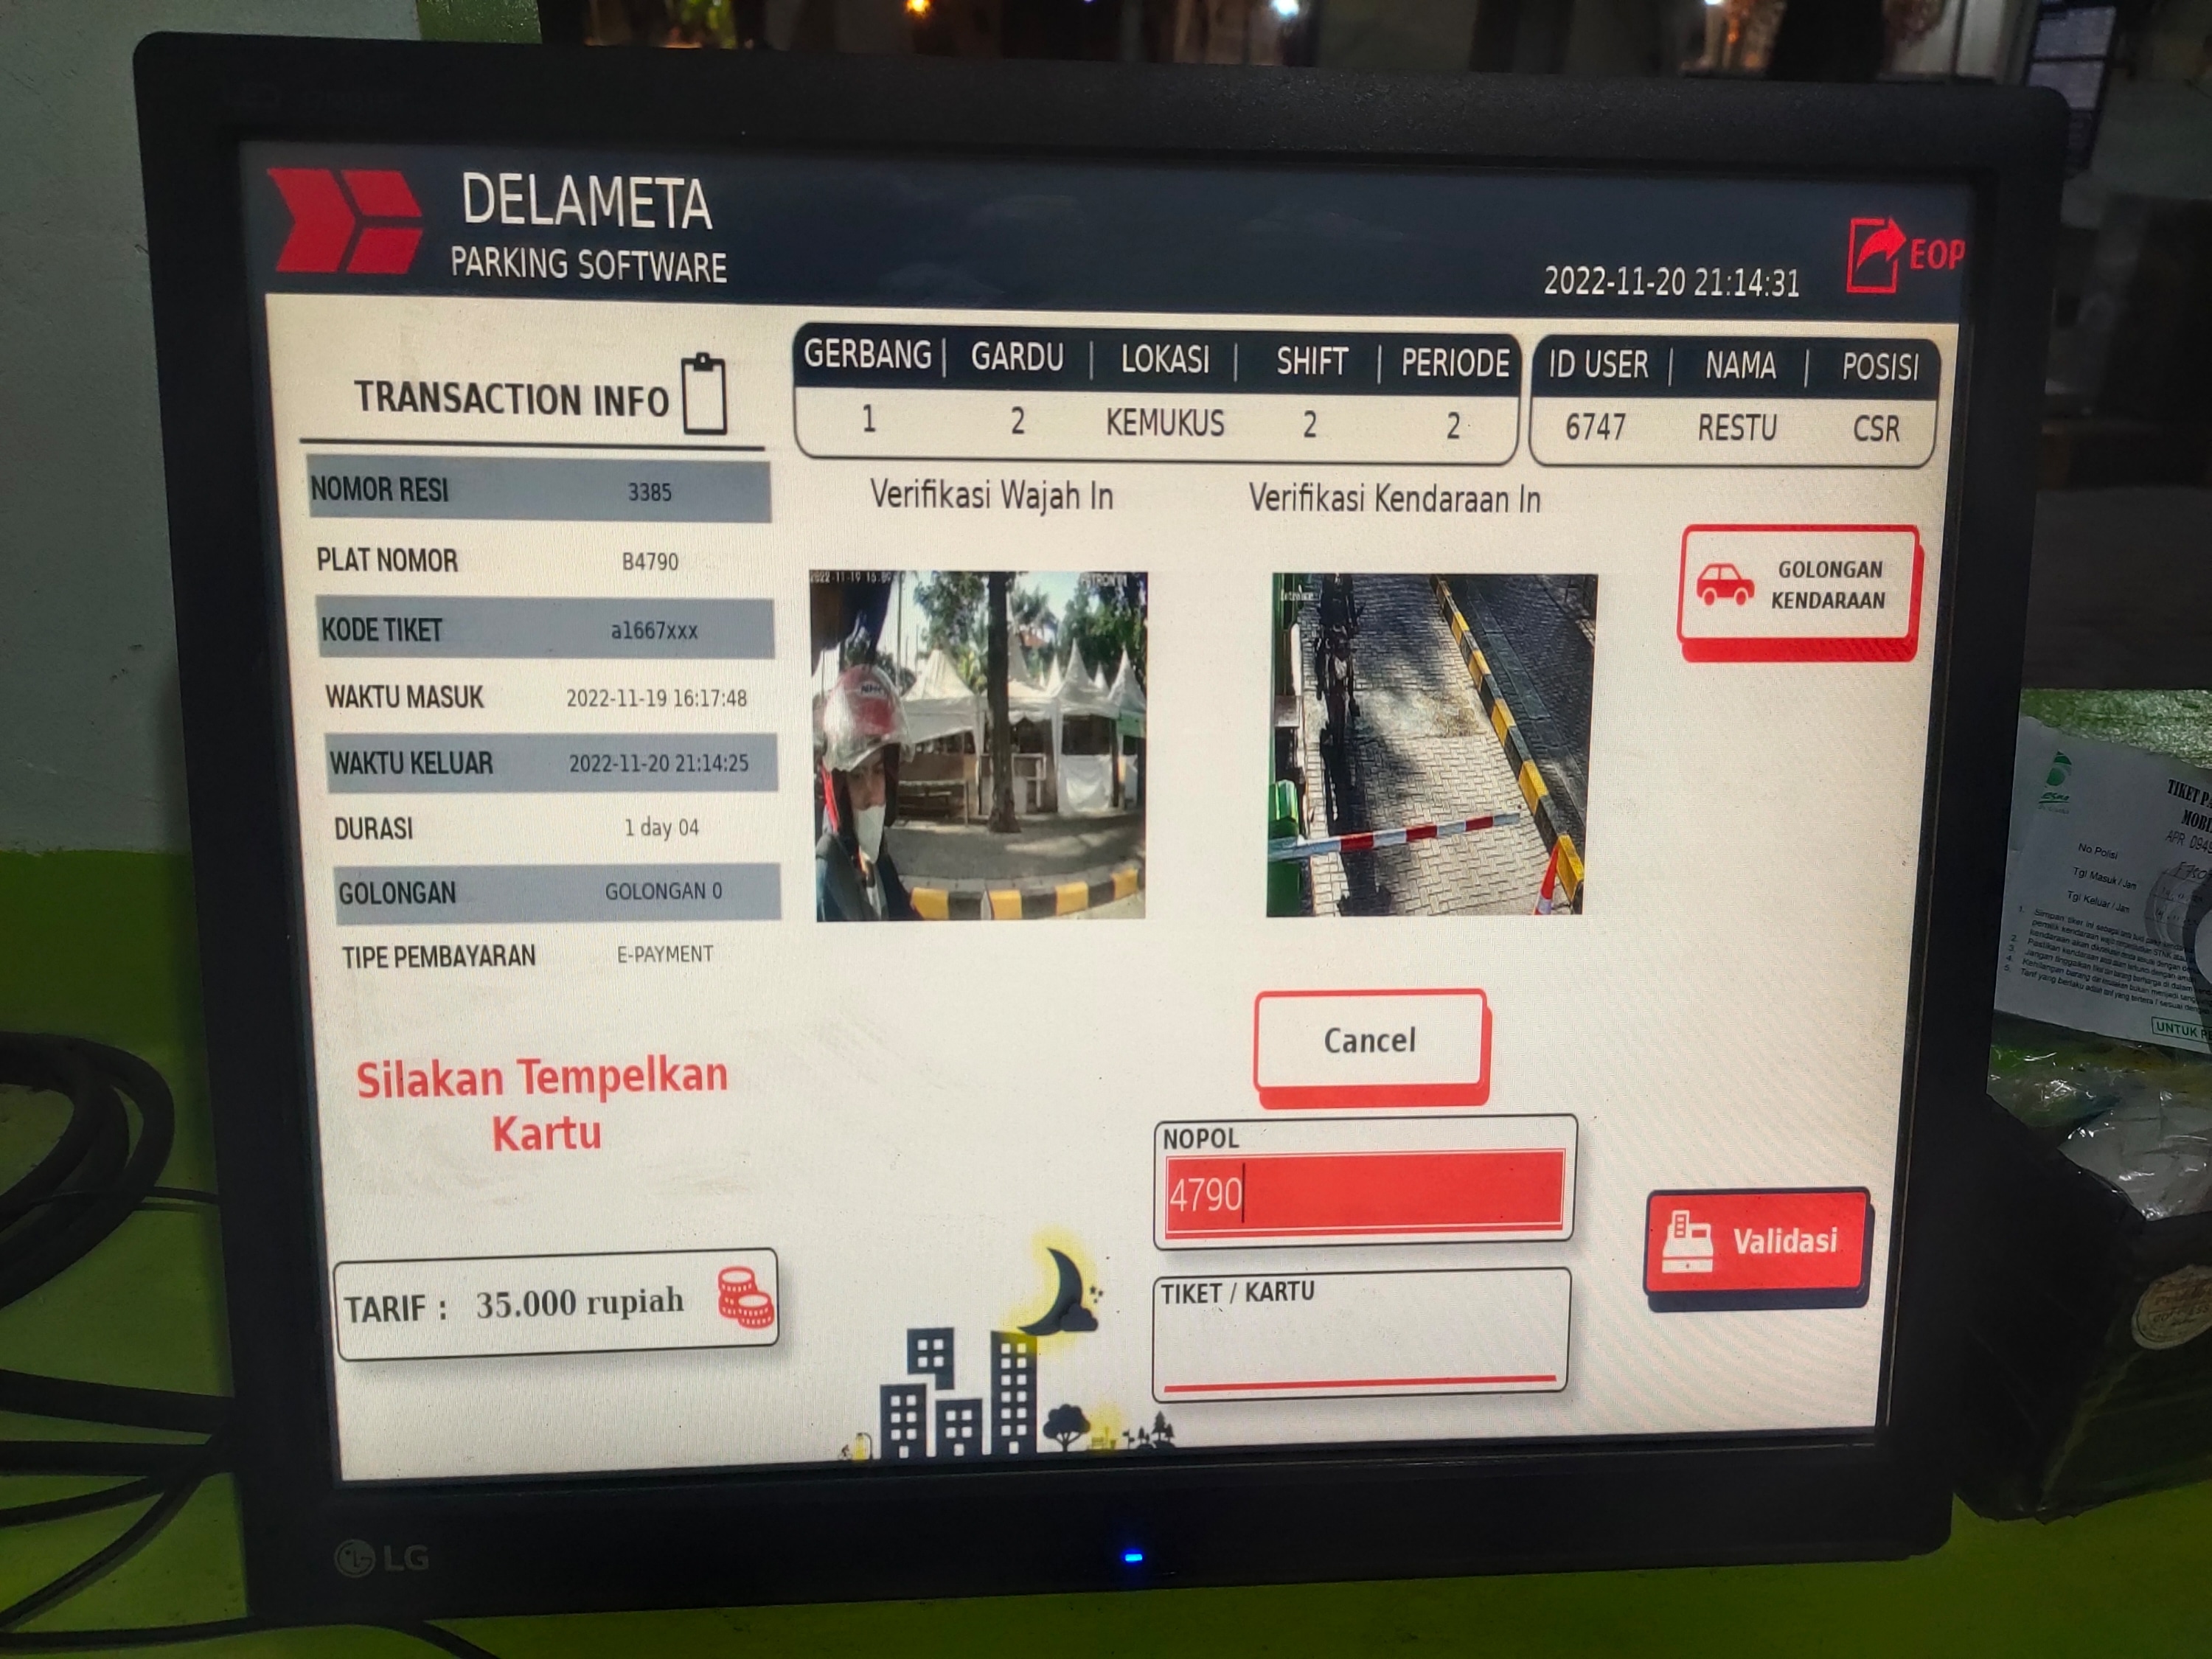 DELAMETA
PARKING SOFTWARE
2022-11-20 21:14:31
EOP
TRANSACTION INFO
GERBANG | GARDU | LOKASI | SHIFT | PERIODE
1 2 KEMUKUS 2 2
ID USER | NAMA | POSISI
6747 RESTU CSR
NOMOR RESI 3385
PLAT NOMOR B4790
KODE TIKET a1667xxx
WAKTU MASUK 2022-11-19 16:17:48
WAKTU KELUAR 2022-11-20 21:14:25
DURASI 1 day 04
GOLONGAN GOLONGAN 0
TIPE PEMBAYARAN E-PAYMENT
Verifikasi Wajah In
Verifikasi Kendaraan In
GOLONGAN
KENDARAAN
Silakan Tempelkan
Kartu
Cancel
NOPOL
4790
TIKET / KARTU
Validasi
TARIF : 35.000 rupiah
LG
TIKET
No Polisi
Tgl Masuk / Jam
Tgl Keluar / Jam
UNTUK